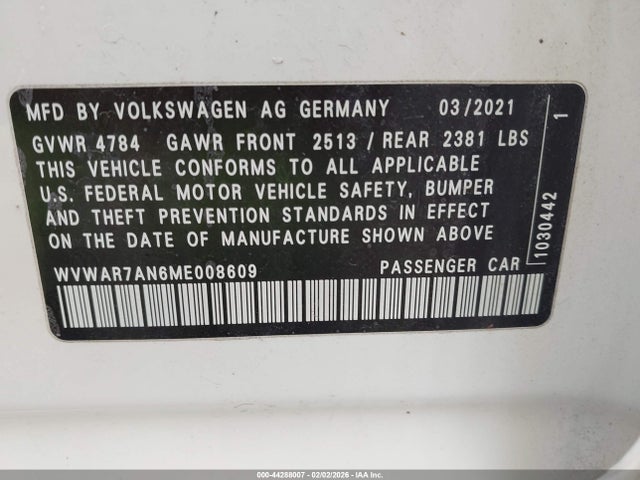 MFD BY VOLKSWAGEN AG GERMANY 03/2021
GVWR 4784 GAWR FRONT 2513 / REAR 2381 LBS
THIS VEHICLE CONFORMS TO ALL APPLICABLE
U.S. FEDERAL MOTOR VEHICLE SAFETY, BUMPER
AND THEFT PREVENTION STANDARDS IN EFFECT
ON THE DATE OF MANUFACTURE SHOWN ABOVE
WVWAR7AN6ME008609 PASSENGER CAR
1030442 1
000-44288007 - 02/02/2026 - IAA Inc.